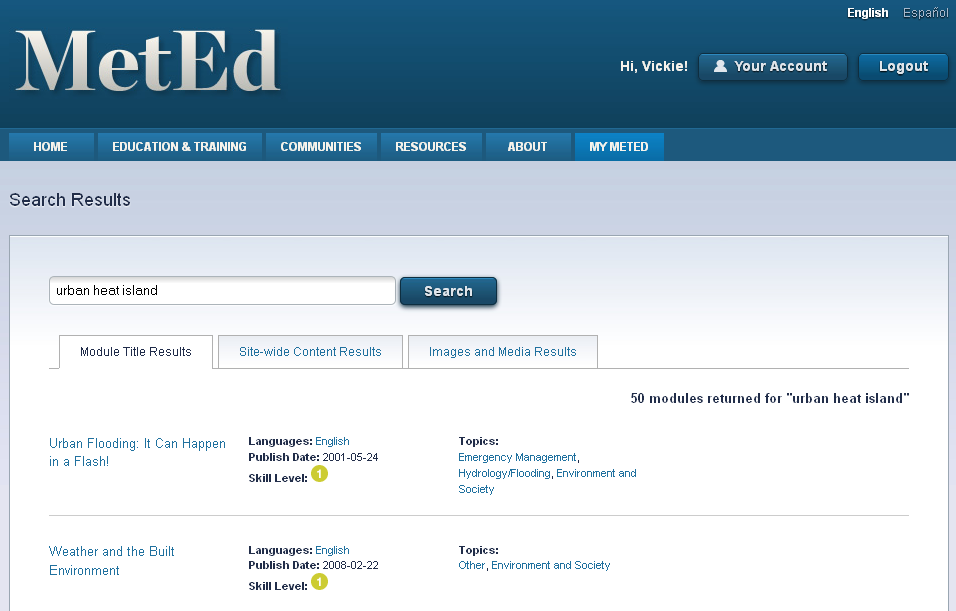 English Español
MetEd
Hi, Vickie! Your Account Logout
HOME EDUCATION & TRAINING COMMUNITIES RESOURCES ABOUT MY METED
Search Results
urban heat island Search
Module Title Results Site-wide Content Results Images and Media Results
50 modules returned for "urban heat island"
Urban Flooding: It Can Happen
in a Flash!
Languages: English
Publish Date: 2001-05-24
Skill Level: 1
Topics:
Emergency Management,
Hydrology/Flooding, Environment and
Society
Weather and the Built
Environment
Languages: English
Publish Date: 2008-02-22
Skill Level: 1
Topics:
Other, Environment and Society